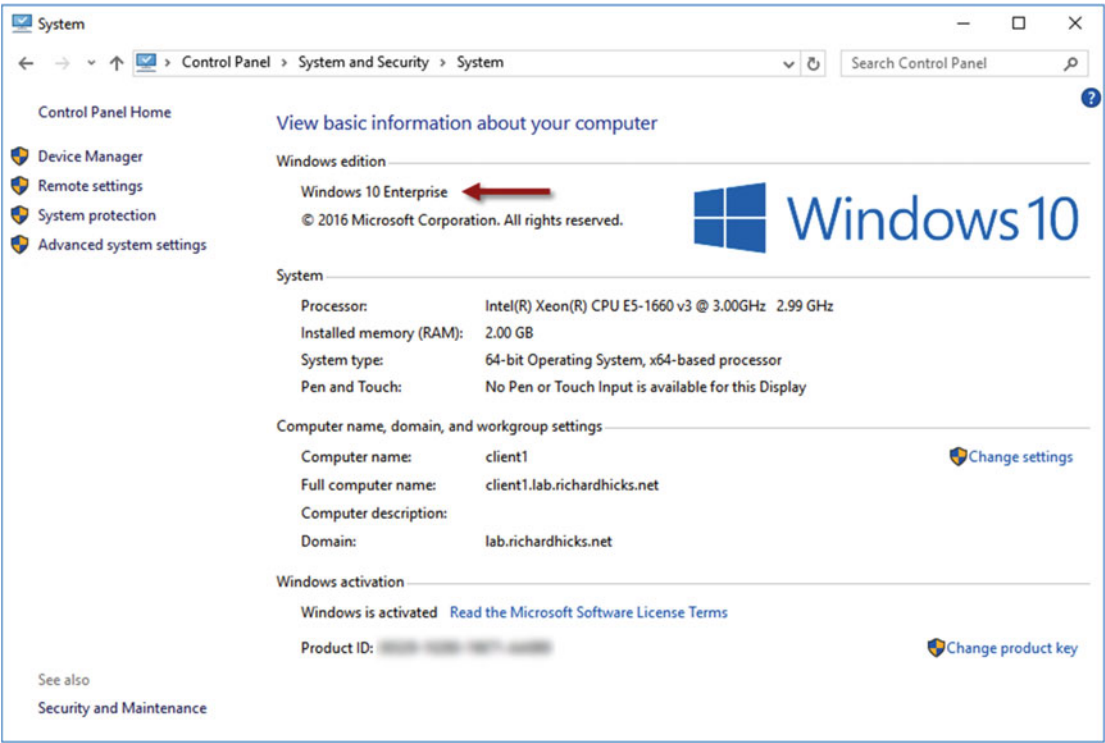 System
Control Panel > System and Security > System
Search Control Panel
Control Panel Home
Device Manager
Remote settings
System protection
Advanced system settings
View basic information about your computer
Windows edition
Windows 10 Enterprise
© 2016 Microsoft Corporation. All rights reserved.
Windows 10
System
Processor: Intel(R) Xeon(R) CPU E5-1660 v3 @ 3.00GHz 2.99 GHz
Installed memory (RAM): 2.00 GB
System type: 64-bit Operating System, x64-based processor
Pen and Touch: No Pen or Touch Input is available for this Display
Computer name, domain, and workgroup settings
Computer name: client1
Change settings
Full computer name: client1.lab.richardhicks.net
Computer description:
Domain: lab.richardhicks.net
Windows activation
Windows is activated Read the Microsoft Software License Terms
Product ID:
Change product key
See also
Security and Maintenance